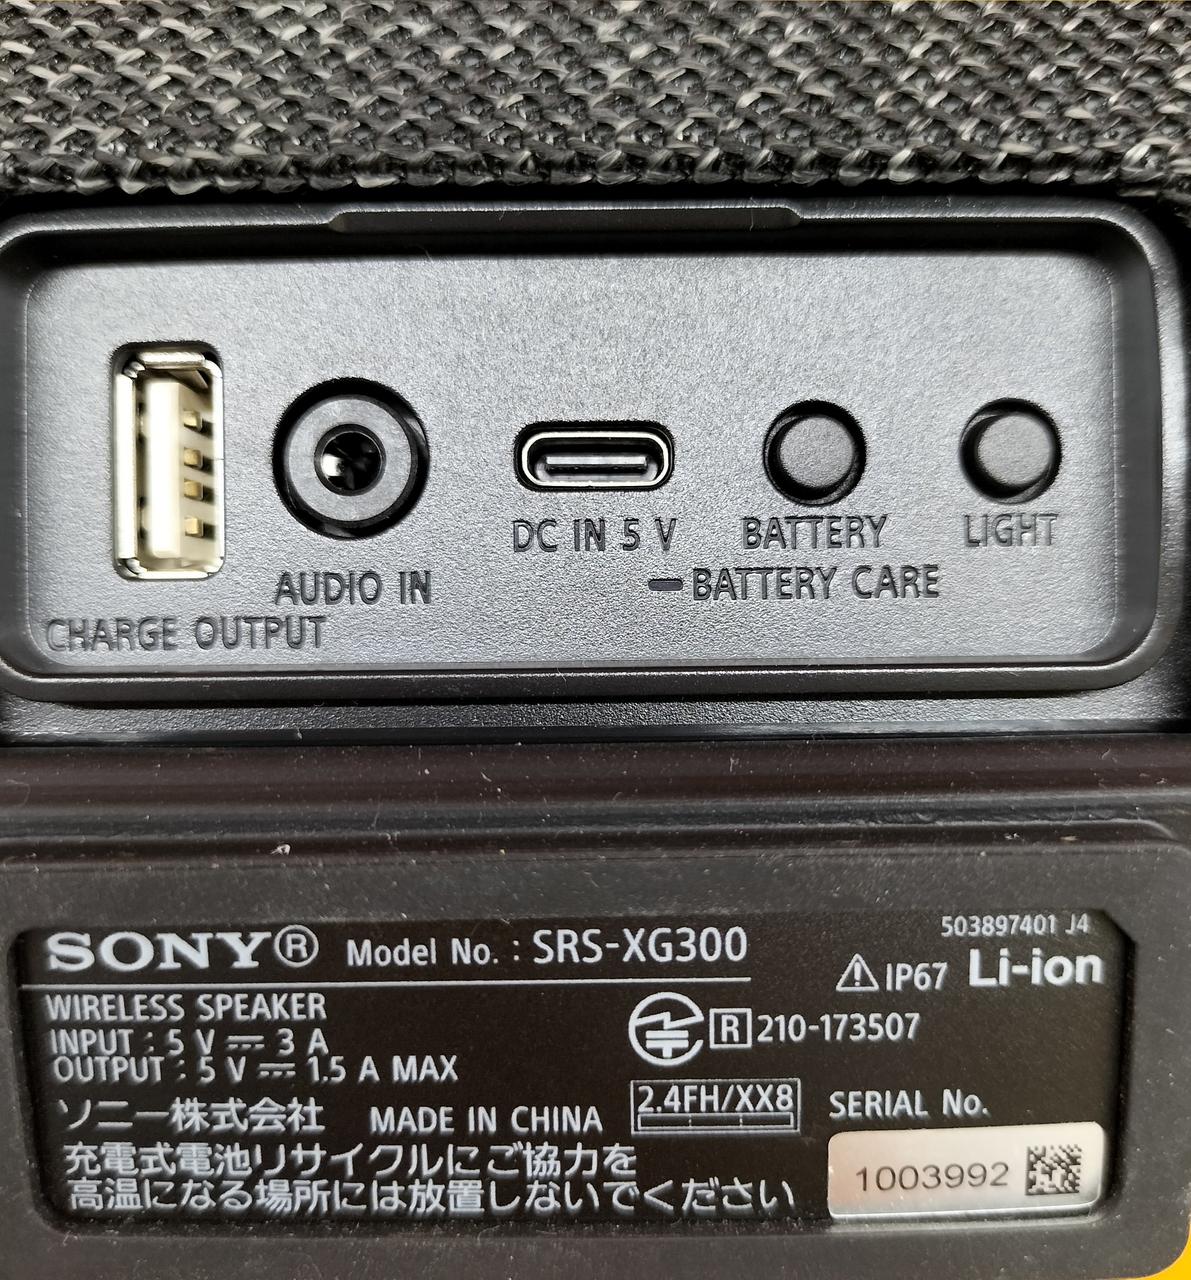 DC IN 5 V
BATTERY
LIGHT
AUDIO IN
BATTERY CARE
CHARGE OUTPUT
503897401 J4
SONY® Model No. : SRS-XG300
⚠ IP67 Li-ion
WIRELESS SPEAKER
INPUT : 5 V ⎓ 3 A
R 210-173507
OUTPUT : 5 V ⎓ 1.5 A MAX
2.4FH/XX8
SERIAL No.
ソニー株式会社 MADE IN CHINA
充電式電池リサイクルにご協力を
1003992
高温になる場所には放置しないでください